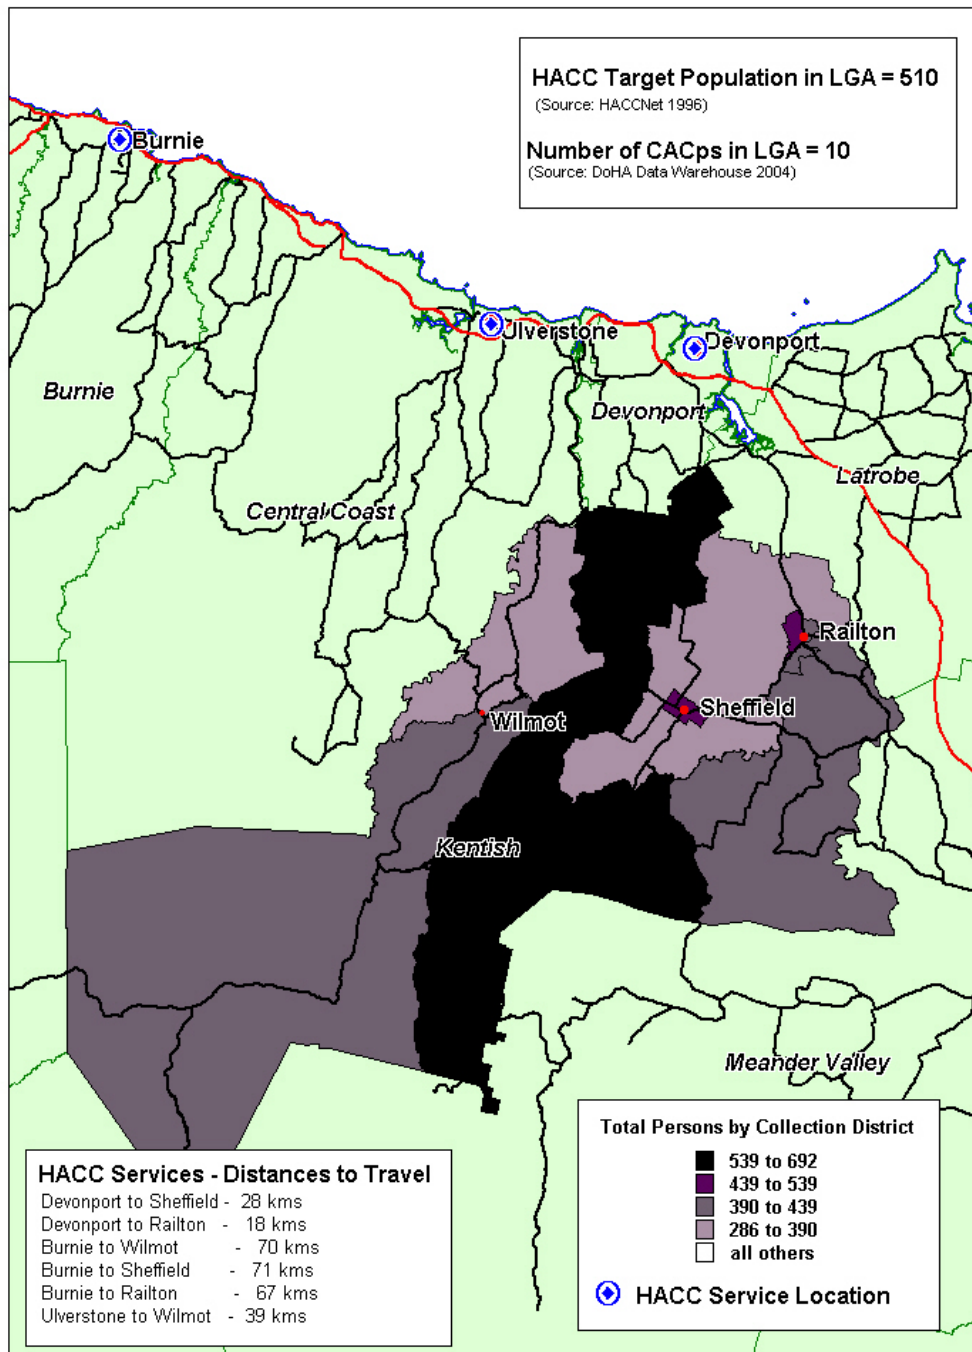 HACC Target Population in LGA = 510
(Source: HACCNet 1996)
Number of CACps in LGA = 10
(Source: DoHA Data Warehouse 2004)
Burnie
Ulverstone
Devonport
Burnie
Devonport
Latrobe
Central Coast
Railton
Sheffield
Wilmot
Kentish
Meander Valley
Total Persons by Collection District
539 to 692
439 to 539
390 to 439
286 to 390
all others
HACC Service Location
HACC Services - Distances to Travel
Devonport to Sheffield - 28 kms
Devonport to Railton - 18 kms
Burnie to Wilmot - 70 kms
Burnie to Sheffield - 71 kms
Burnie to Railton - 67 kms
Ulverstone to Wilmot - 39 kms